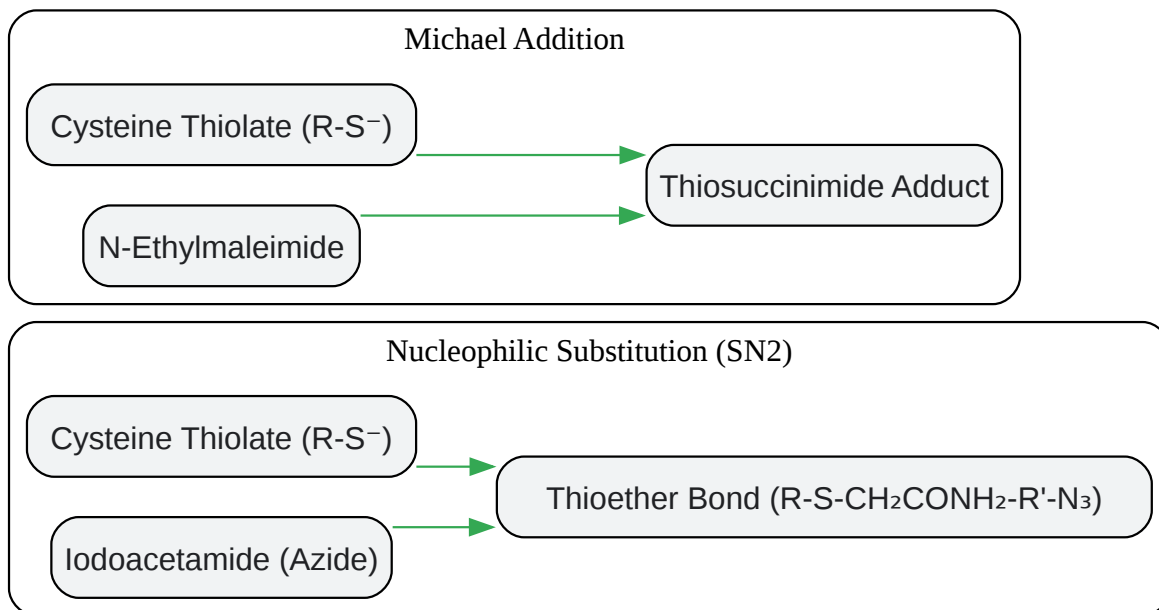 Michael Addition
Cysteine Thiolate (R-S⁻)
Thiosuccinimide Adduct
N-Ethylmaleimide
Nucleophilic Substitution (SN2)
Cysteine Thiolate (R-S⁻)
Thioether Bond (R-S-CH₂CONH₂-R'-N₃)
Iodoacetamide (Azide)